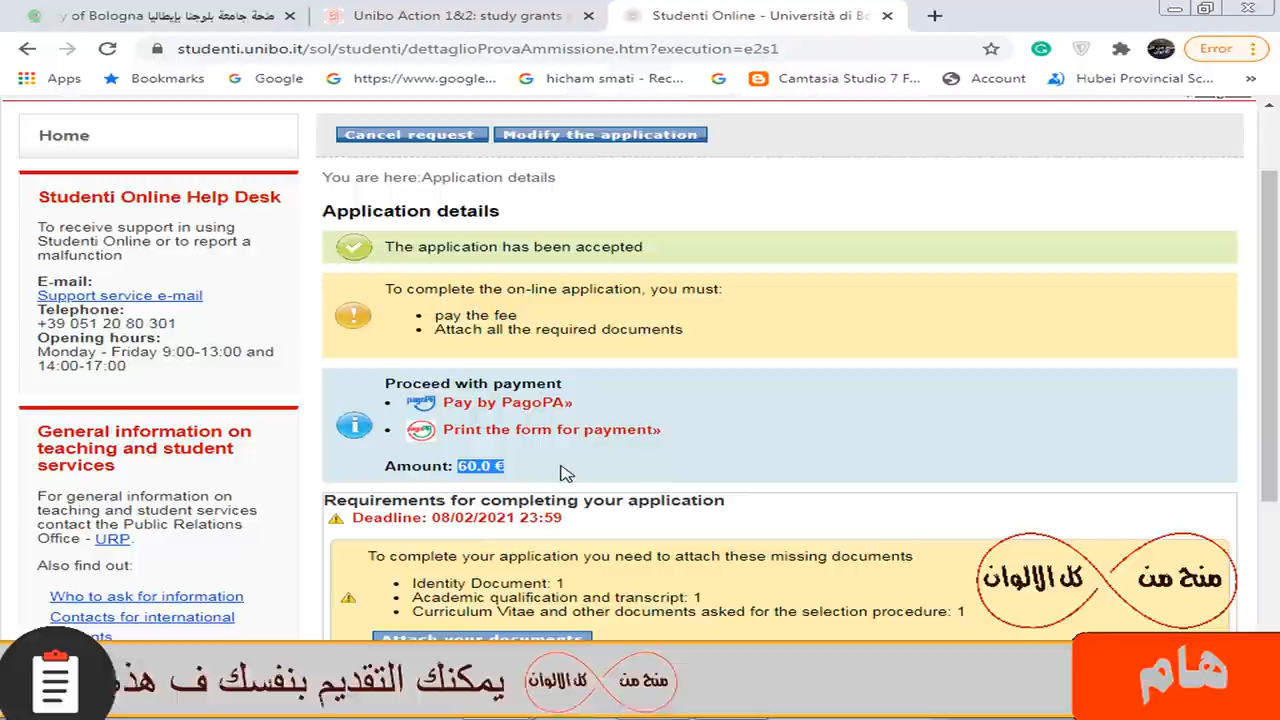 y of Bologna منحة جامعة بلوجنا بإيطاليا
Unibo Action 1&2: study grants
Studenti Online - Università di Bo
studenti.unibo.it/sol/studenti/dettaglioProvaAmmissione.htm?execution=e2s1
Error
Apps
Bookmarks
Google
https://www.google...
hicham smati - Rec...
Camtasia Studio 7 F...
Account
Hubei Provincial Sc...
»
Home
Cancel request
Modify the application
You are here:Application details
Studenti Online Help Desk
To receive support in using
Studenti Online or to report a
malfunction
E-mail:
Support service e-mail
Telephone:
+39 051 20 80 301
Opening hours:
Monday - Friday 9:00-13:00 and
14:00-17:00
General information on
teaching and student
services
For general information on
teaching and student services
contact the Public Relations
Office - URP.
Also find out:
Who to ask for information
Contacts for international
Application details
The application has been accepted
To complete the on-line application, you must:
• pay the fee
• Attach all the required documents
Proceed with payment
• pagoPA Pay by PagoPA»
• pagoPA Print the form for payment»
Amount: 60.0 €
Requirements for completing your application
Deadline: 08/02/2021 23:59
To complete your application you need to attach these missing documents
• Identity Document: 1
• Academic qualification and transcript: 1
• Curriculum Vitae and other documents asked for the selection procedure: 1
Attach your documents
منح من كل الالوان
هام
منح من كل الالوان
يمكنك التقديم بنفسك ف هذه